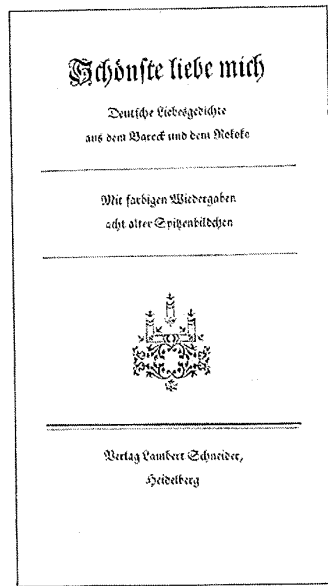 Schönste liebe mich
Deutsche Liebesgedichte
aus dem Barock und dem Rokoko
Mit farbigen Wiedergaben
acht alter Spitzenbildchen
Verlag Lambert Schneider,
Heidelberg